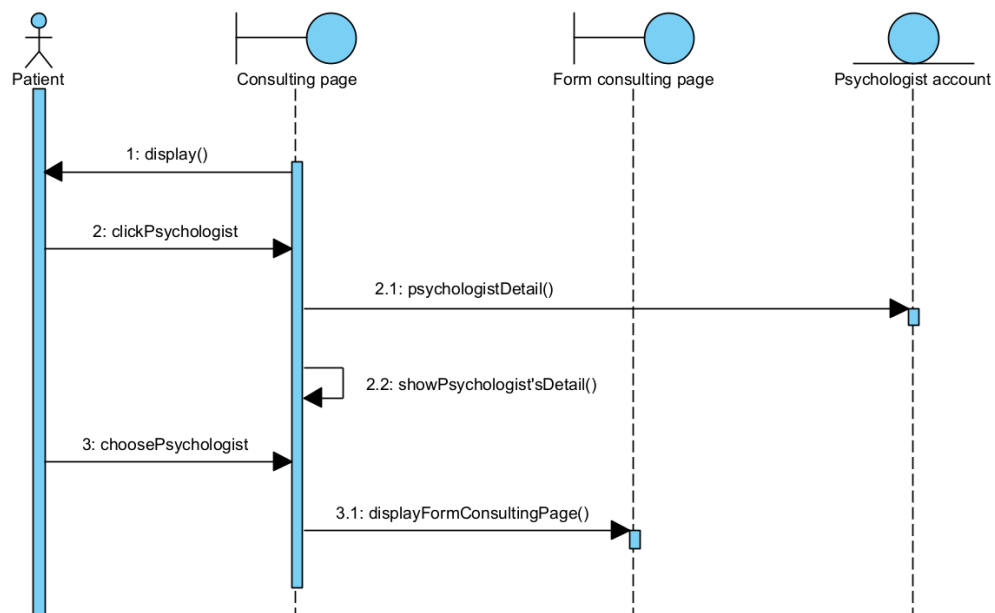 Patient
Consulting page
Form consulting page
Psychologist account
1: display()
2: clickPsychologist
2.1: psychologistDetail()
2.2: showPsychologist'sDetail()
3: choosePsychologist
3.1: displayFormConsultingPage()